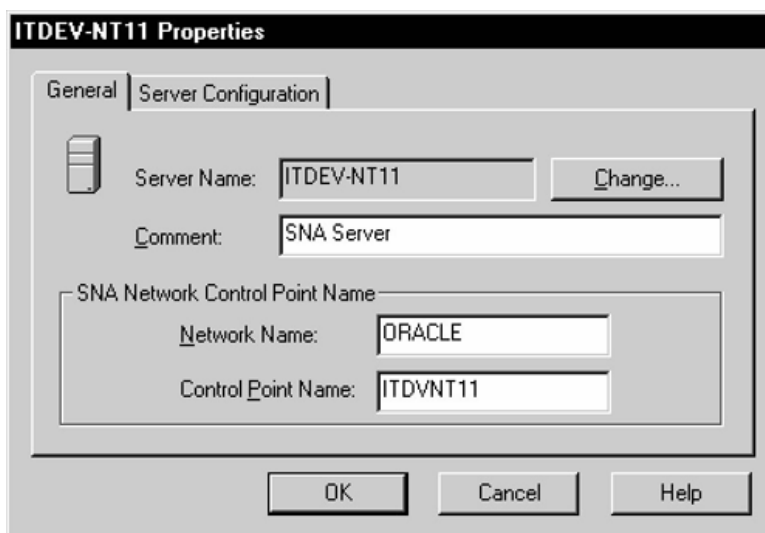 ITDEV-NT11 Properties
General Server Configuration
Server Name: ITDEV-NT11 Change...
Comment: SNA Server
SNA Network Control Point Name
Network Name: ORACLE
Control Point Name: ITDVNT11
OK Cancel Help